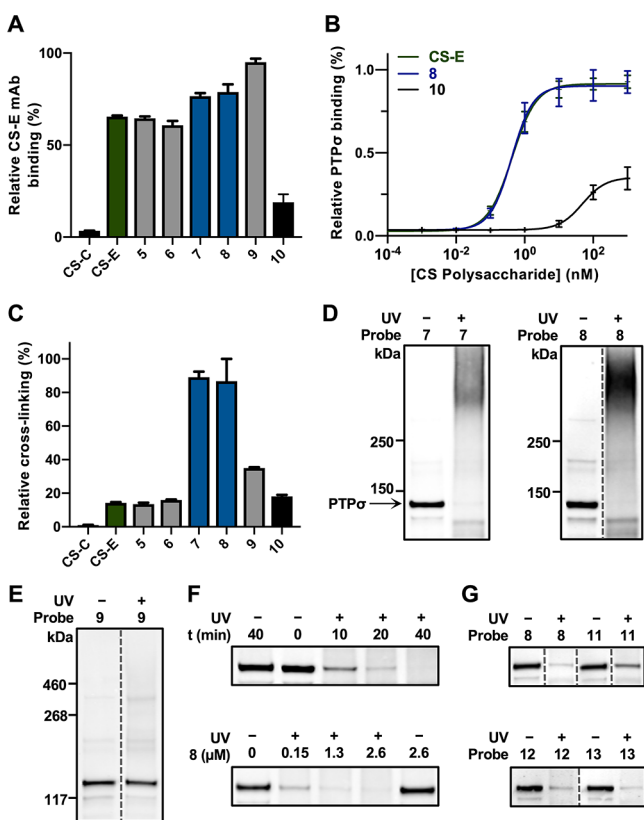 A
Relative CS-E mAb
binding (%)
100
50
0
CS-C
CS-E
5
6
7
8
9
10
B
Relative PTPσ binding (%)
CS-E
8
10
1.0
0.5
0.0
10⁻⁴
10⁻²
10⁰
10²
[CS Polysaccharide] (nM)
C
Relative cross-linking (%)
100
80
60
40
20
0
CS-C
CS-E
5
6
7
8
9
10
D
UV – +
Probe 7 7
kDa
250
150
PTPσ
UV – +
Probe 8 8
kDa
250
150
E
UV – +
Probe 9 9
kDa
460
268
117
F
UV – – + + +
t (min) 40 0 10 20 40
UV – + + + –
8 (μM) 0 0.15 1.3 2.6 2.6
G
UV – + – +
Probe 8 8 11 11
UV – + – +
Probe 12 12 13 13